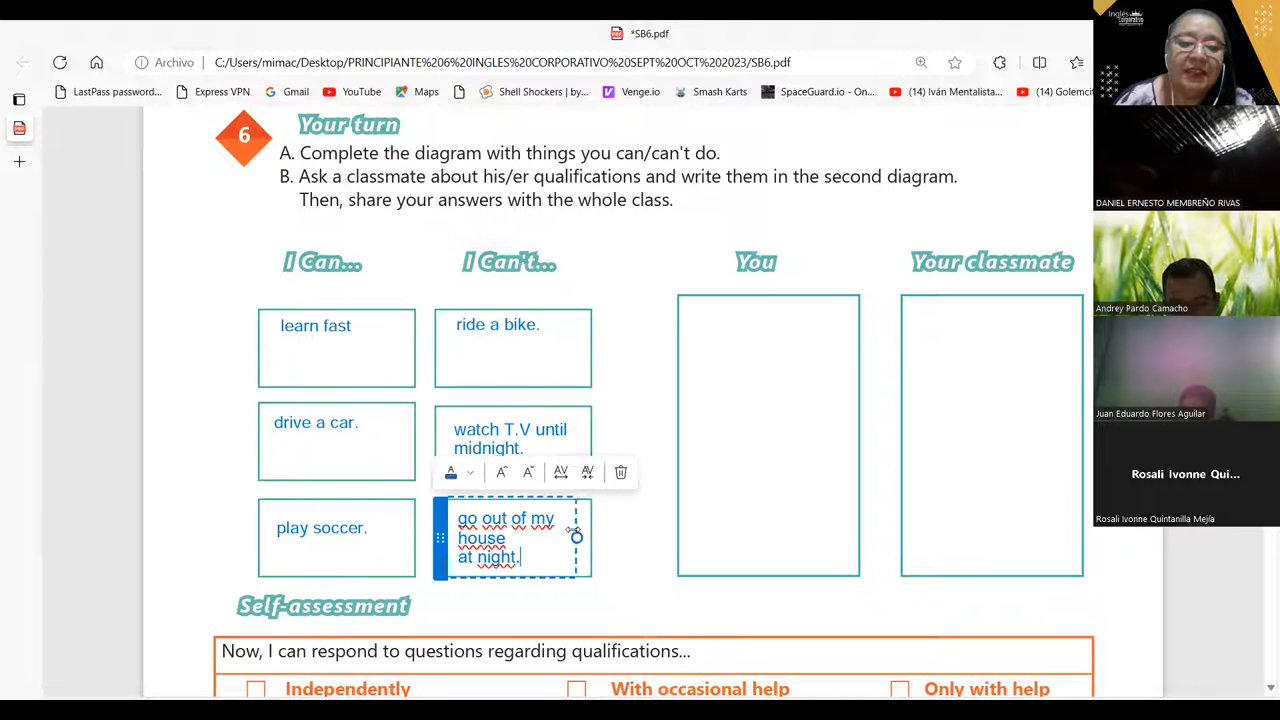 *SB6.pdf
Archivo C:/Users/mimac/Desktop/PRINCIPIANTE%206%20INGLES%20CORPORATIVO%20SEPT%20OCT%202023/SB6.pdf
LastPass password... Express VPN Gmail YouTube Maps Shell Shockers | by... Venge.io Smash Karts SpaceGuard.io - On... (14) Iván Mentalista... (14) Golemcit
6 Your turn
A. Complete the diagram with things you can/can't do.
B. Ask a classmate about his/er qualifications and write them in the second diagram.
Then, share your answers with the whole class.
I Can... I Can't... You Your classmate
learn fast ride a bike.
drive a car. watch T.V until
midnight.
play soccer. go out of my
house
at night.
Self-assessment
Now, I can respond to questions regarding qualifications...
Independently With occasional help Only with help
Inglés
Corporativo
DANIEL ERNESTO MEMBREÑO RIVAS
Andrey Pardo Camacho
Juan Eduardo Flores Aguilar
Rosali Ivonne Qui...
Rosali Ivonne Quintanilla Mejía